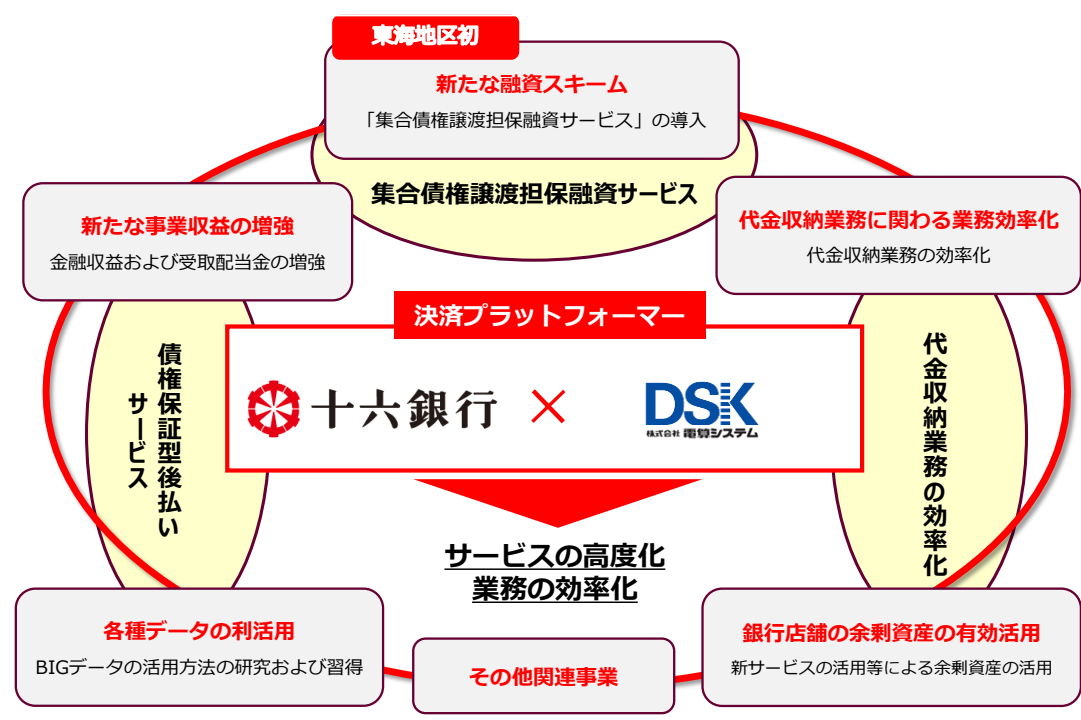 東海地区初
新たな融資スキーム
「集合債権譲渡担保融資サービス」の導入
集合債権譲渡担保融資サービス
新たな事業収益の増強
金融収益および受取配当金の増強
代金収納業務に関わる業務効率化
代金収納業務の効率化
決済プラットフォーマー
十六銀行
×
DSK
株式会社 電算システム
債権保証型後払い
サービス
代金収納業務の効率化
サービスの高度化
業務の効率化
各種データの利活用
BIGデータの活用方法の研究および習得
その他関連事業
銀行店舗の余剰資産の有効活用
新サービスの活用等による余剰資産の活用